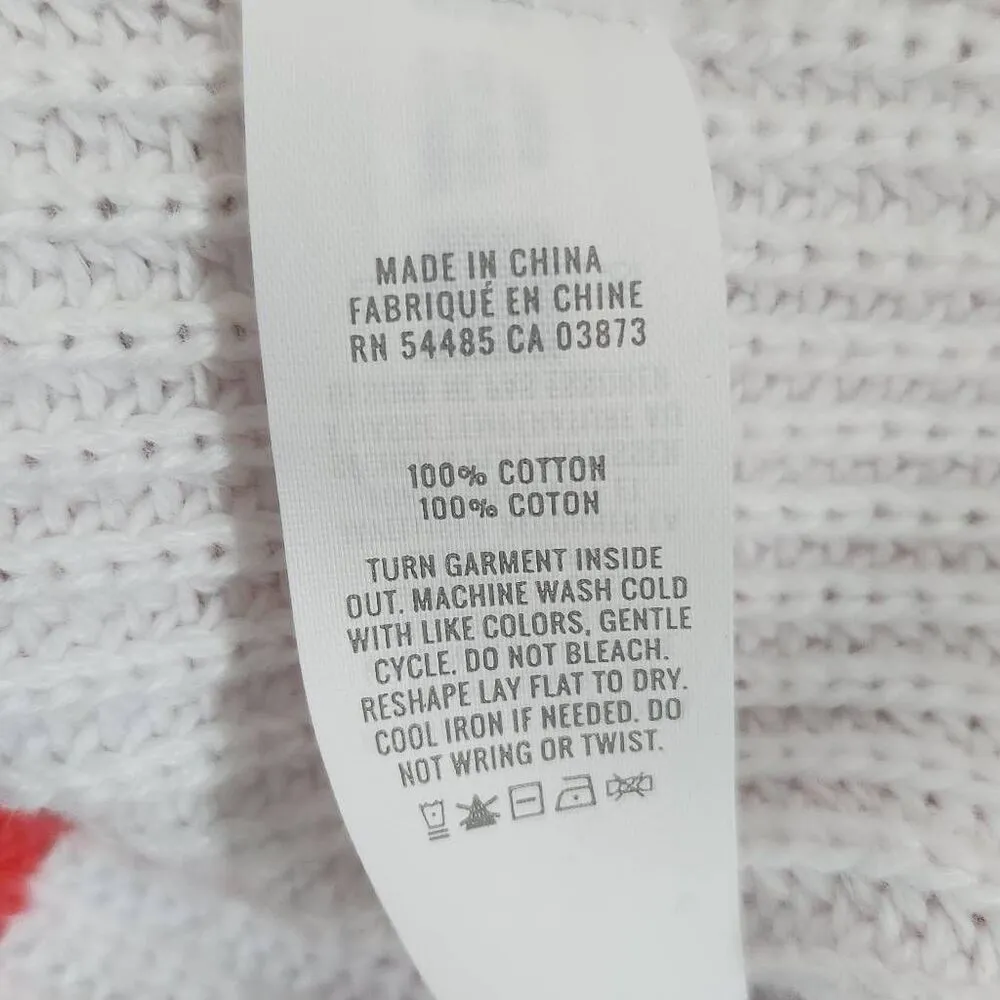 MADE IN CHINA
FABRIQUÉ EN CHINE
RN 54485 CA 03873
100% COTTON
100% COTON
TURN GARMENT INSIDE
OUT. MACHINE WASH COLD
WITH LIKE COLORS, GENTLE
CYCLE. DO NOT BLEACH.
RESHAPE LAY FLAT TO DRY.
COOL IRON IF NEEDED. DO
NOT WRING OR TWIST.